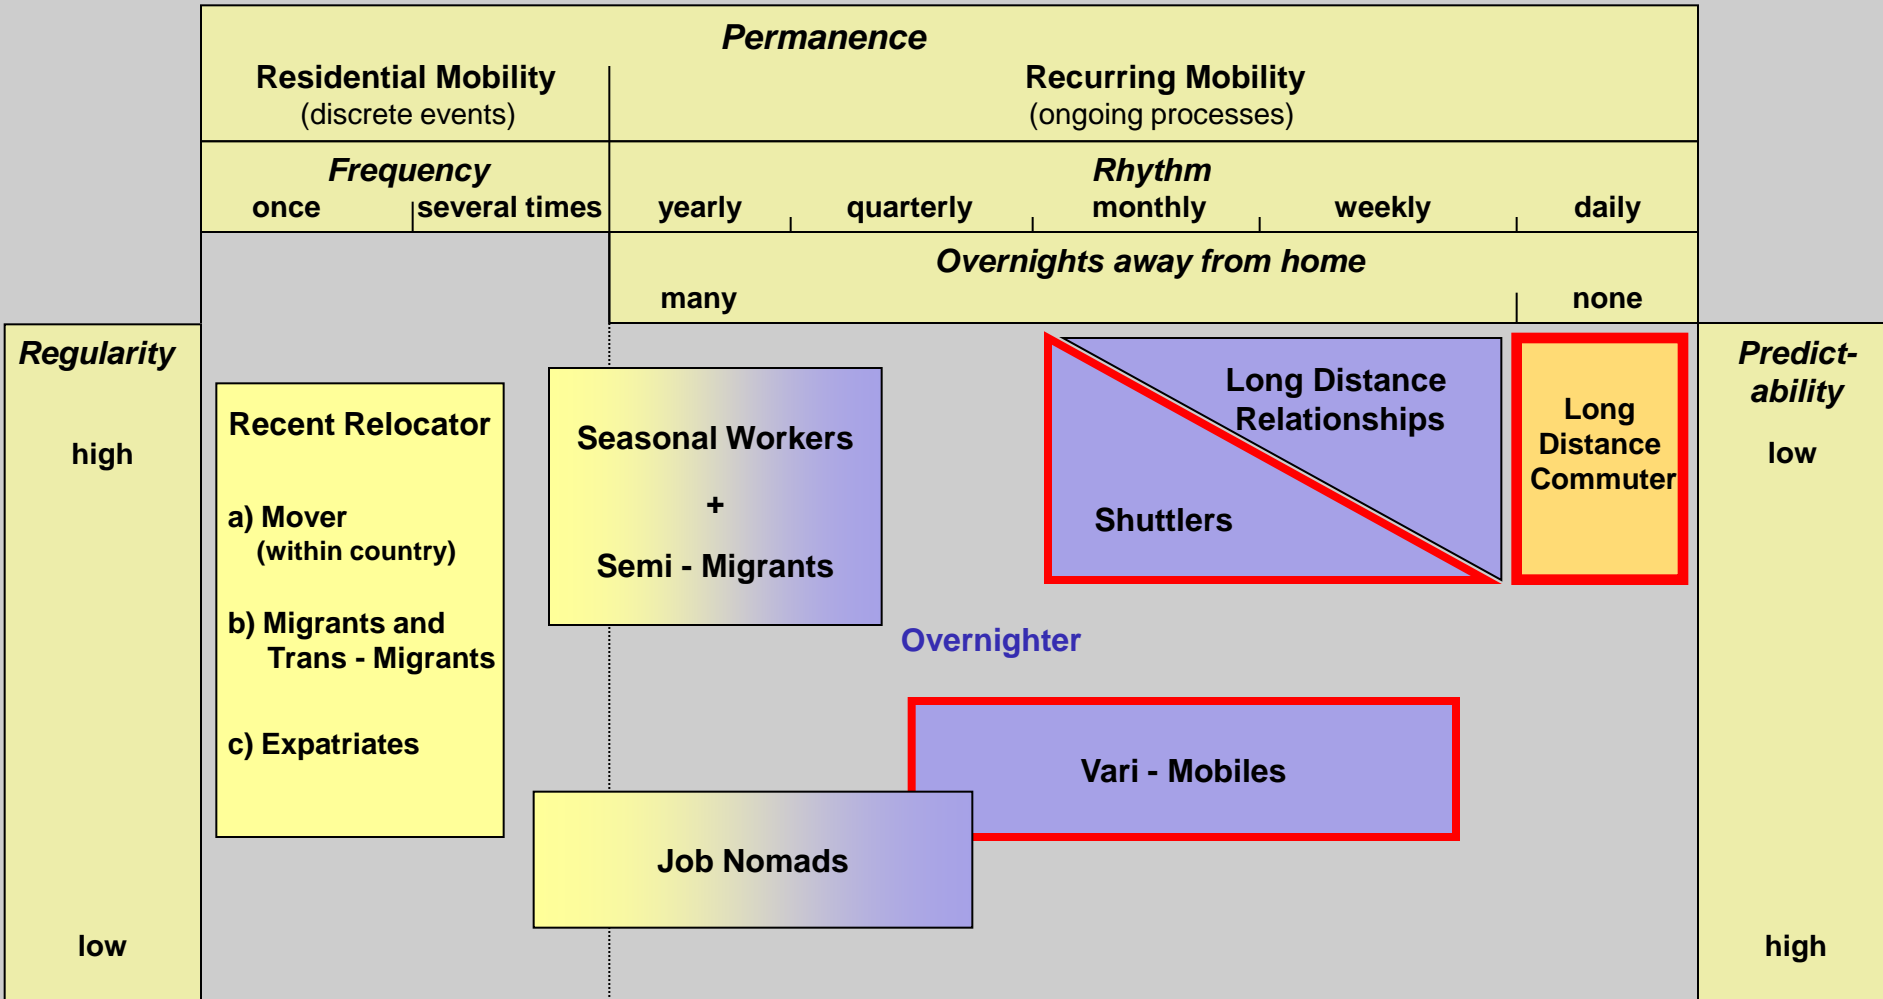 Permanence
Residential Mobility
(discrete events)
Recurring Mobility
(ongoing processes)
Frequency
once
several times
Rhythm
yearly
quarterly
monthly
weekly
daily
Overnights away from home
many
none
Regularity
high
low
Recent Relocator
a) Mover
(within country)
b) Migrants and
Trans - Migrants
c) Expatriates
Seasonal Workers
+
Semi - Migrants
Long Distance
Relationships
Shuttlers
Long
Distance
Commuter
Overnighter
Vari - Mobiles
Job Nomads
Predict-
ability
low
high